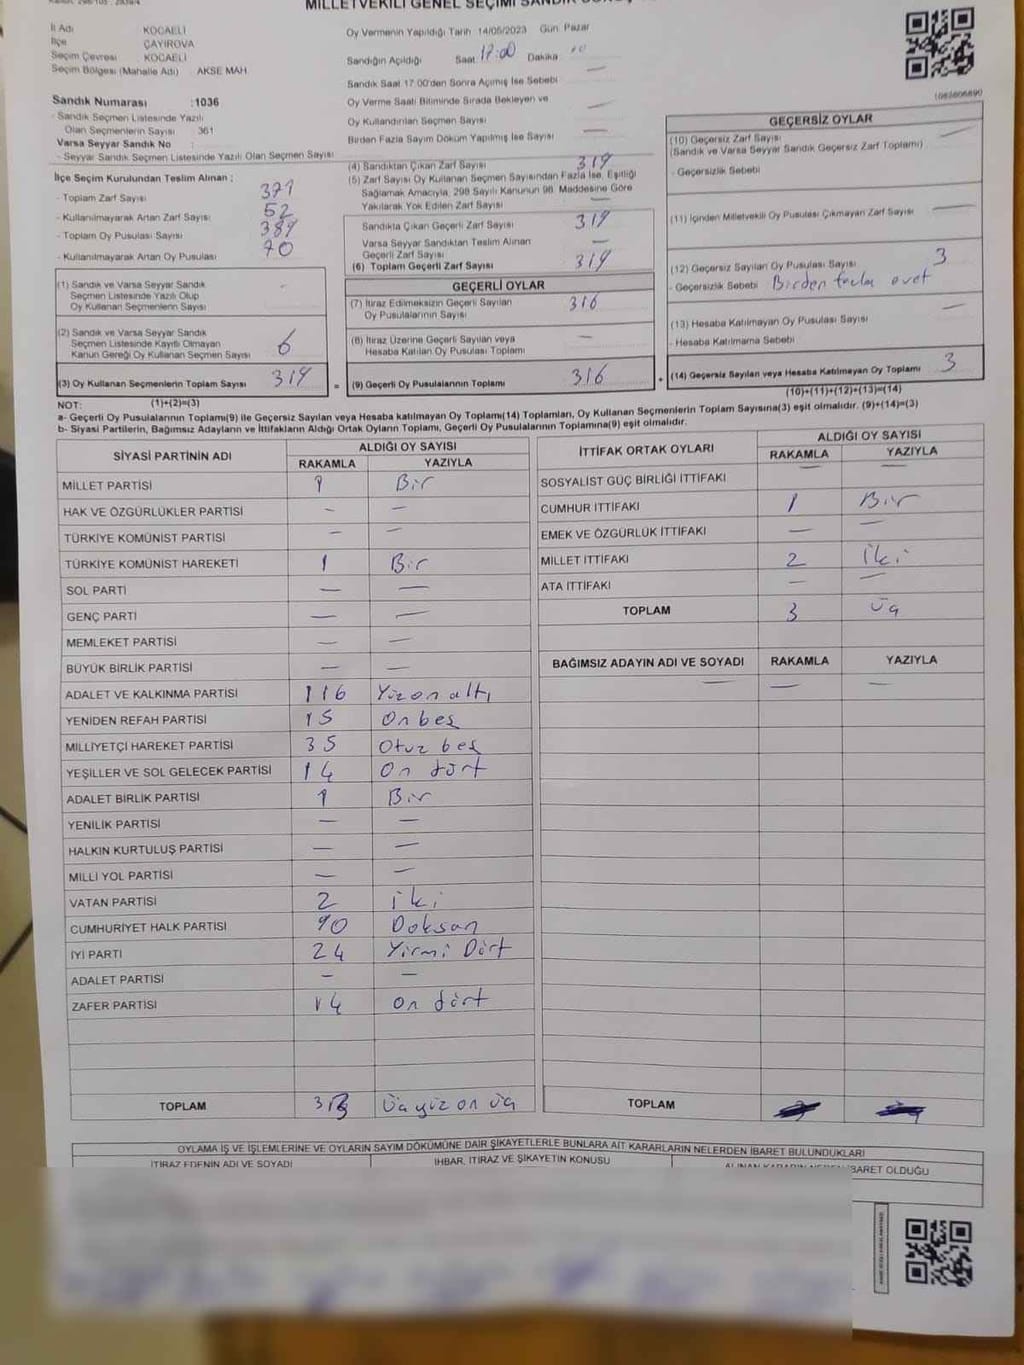 MİLLETVEKİLİ GENEL SEÇİMİ SANDIK
İl Adı KOCAELİ
İlçe ÇAYIROVA
Seçim Çevresi KOCAELİ
Seçim Bölgesi (Mahalle Adı) AKSE MAH.
Sandık Numarası :1036
- Sandık Seçmen Listesinde Yazılı
Olan Seçmenlerin Sayısı 361
Varsa Seyyar Sandık No :
- Seyyar Sandık Seçmen Listesinde Yazılı Olan Seçmen Sayısı
İlçe Seçim Kurulundan Teslim Alınan ;
- Toplam Zarf Sayısı 371
- Kullanılmayarak Artan Zarf Sayısı 52
- Toplam Oy Pusulası Sayısı 389
- Kullanılmayarak Artan Oy Pusulası 70
(1) Sandık ve Varsa Seyyar Sandık
Seçmen Listesinde Yazılı Olup
Oy Kullanan Seçmenlerin Sayısı -
(2) Sandık ve Varsa Seyyar Sandık
Seçmen Listesinde Kayıtlı Olmayan
Kanun Gereği Oy Kullanan Seçmen Sayısı 6
(3) Oy Kullanan Seçmenlerin Toplam Sayısı 319
(1)+(2)=(3)
Oy Vermenin Yapıldığı Tarih 14/05/2023 Gün: Pazar
Sandığın Açıldığı Saat 17:00 Dakika
Sandık Saat 17:00'den Sonra Açılmış İse Sebebi —
Oy Verme Saati Bitiminde Sırada Bekleyen ve
Oy Kullandırılan Seçmen Sayısı —
Birden Fazla Sayım Döküm Yapılmış İse Sayısı —
(4) Sandıktan Çıkan Zarf Sayısı 319
(5) Zarf Sayısı Oy Kullanan Seçmen Sayısından Fazla İse, Eşitliği
Sağlamak Amacıyla, 298 Sayılı Kanunun 98. Maddesine Göre
Yakılarak Yok Edilen Zarf Sayısı —
Sandıkta Çıkan Geçerli Zarf Sayısı 319
Varsa Seyyar Sandıktan Teslim Alınan
Geçerli Zarf Sayısı —
(6) Toplam Geçerli Zarf Sayısı 319
GEÇERLİ OYLAR
(7) İtiraz Edilmeksizin Geçerli Sayılan
Oy Pusulalarının Sayısı 316
(8) İtiraz Üzerine Geçerli Sayılan veya
Hesaba Katılan Oy Pusulası Toplamı —
= (9) Geçerli Oy Pusulalarının Toplamı 316 +
GEÇERSİZ OYLAR
(10) Geçersiz Zarf Sayısı —
(Sandık ve Varsa Seyyar Sandık Geçersiz Zarf Toplamı)
- Geçersizlik Sebebi
(11) İçinden Milletvekili Oy Pusulası Çıkmayan Zarf Sayısı —
(12) Geçersiz Sayılan Oy Pusulası Sayısı 3
- Geçersizlik Sebebi Birden fazla evet
(13) Hesaba Katılmayan Oy Pusulası Sayısı —
- Hesaba Katılmama Sebebi
(14) Geçersiz Sayılan veya Hesaba Katılmayan Oy Toplamı 3
(10)+(11)+(12)+(13)=(14)
NOT:
a- Geçerli Oy Pusulalarının Toplamı(9) ile Geçersiz Sayılan veya Hesaba katılmayan Oy Toplamı(14) Toplamları, Oy Kullanan Seçmenlerin Toplam Sayısına(3) eşit olmalıdır. (9)+(14)=(3)
b- Siyasi Partilerin, Bağımsız Adayların ve İttifakların Aldığı Ortak Oyların Toplamı, Geçerli Oy Pusulalarının Toplamına(9) eşit olmalıdır.
SİYASİ PARTİNİN ADI ALDIĞI OY SAYISI
RAKAMLA YAZIYLA
MİLLET PARTİSİ 1 Bir
HAK VE ÖZGÜRLÜKLER PARTİSİ — —
TÜRKİYE KOMÜNİST PARTİSİ — —
TÜRKİYE KOMÜNİST HAREKETİ 1 Bir
SOL PARTİ — —
GENÇ PARTİ — —
MEMLEKET PARTİSİ — —
BÜYÜK BİRLİK PARTİSİ — —
ADALET VE KALKINMA PARTİSİ 116 Yüz on altı
YENİDEN REFAH PARTİSİ 15 On beş
MİLLİYETÇİ HAREKET PARTİSİ 35 Otuz beş
YEŞİLLER VE SOL GELECEK PARTİSİ 14 On dört
ADALET BİRLİK PARTİSİ 1 Bir
YENİLİK PARTİSİ — —
HALKIN KURTULUŞ PARTİSİ — —
MİLLİ YOL PARTİSİ — —
VATAN PARTİSİ 2 İki
CUMHURİYET HALK PARTİSİ 90 Doksan
İYİ PARTİ 24 Yirmi Dört
ADALET PARTİSİ — —
ZAFER PARTİSİ 14 On dört
TOPLAM 313 Üçyüz on üç
İTTİFAK ORTAK OYLARI ALDIĞI OY SAYISI
RAKAMLA YAZIYLA
SOSYALİST GÜÇ BİRLİĞİ İTTİFAKI — —
CUMHUR İTTİFAKI 1 Bir
EMEK VE ÖZGÜRLÜK İTTİFAKI — —
MİLLET İTTİFAKI 2 İki
ATA İTTİFAKI — —
TOPLAM 3 Üç
BAĞIMSIZ ADAYIN ADI VE SOYADI RAKAMLA YAZIYLA
— — —
TOPLAM
OYLAMA İŞ VE İŞLEMLERİNE VE OYLARIN SAYIM DÖKÜMÜNE DAİR ŞİKAYETLERLE BUNLARA AİT KARARLARIN NELERDEN İBARET BULUNDUKLARI
İTİRAZ EDENİN ADI VE SOYADI İHBAR, İTİRAZ VE ŞİKAYETİN KONUSU ALINAN KARARIN NEDEN İBARET OLDUĞU